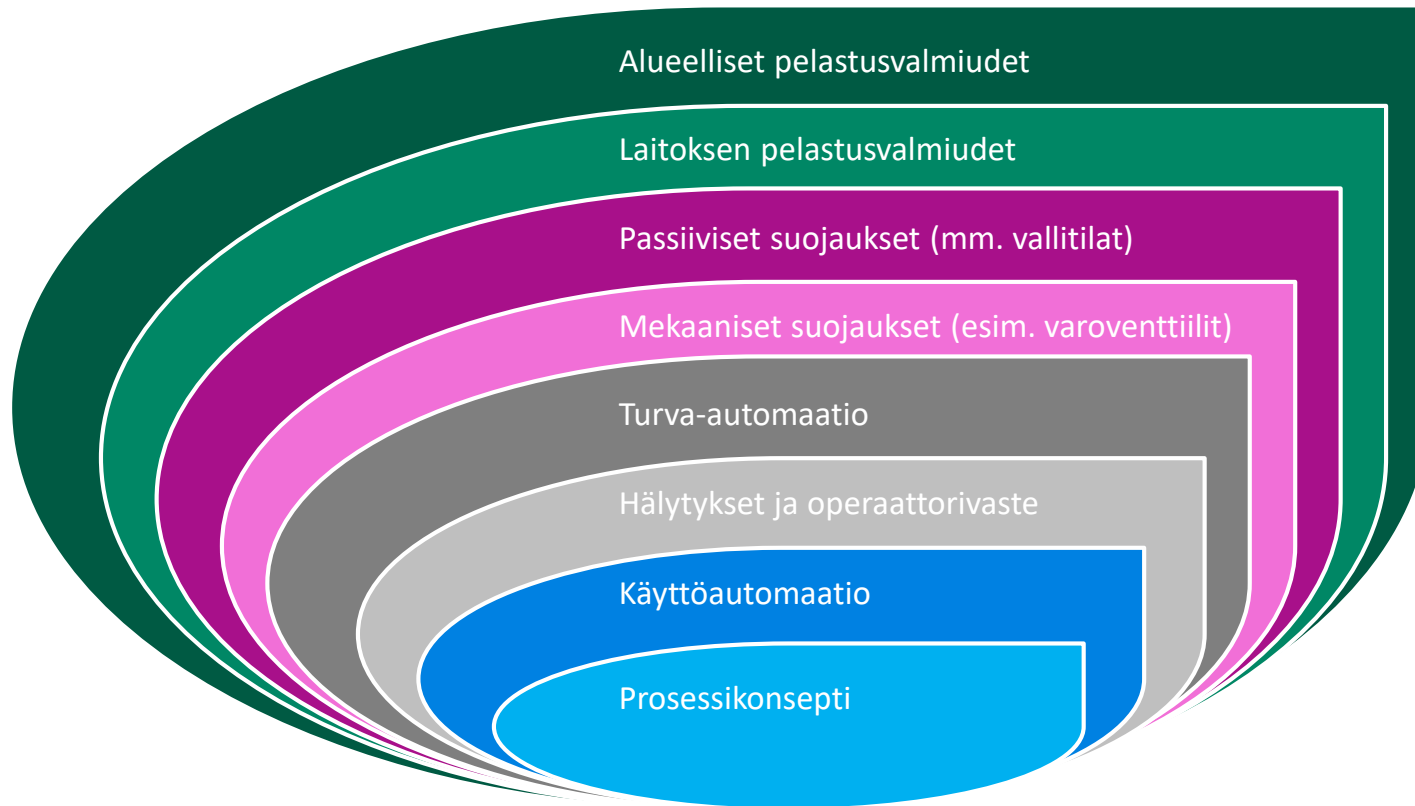 Alueelliset pelastusvalmiudet
Laitoksen pelastusvalmiudet
Passiiviset suojaukset (mm. vallitilat)
Mekaaniset suojaukset (esim. varoventtiilit)
Turva-automaatio
Hälytykset ja operaattorivaste
Käyttöautomaatio
Prosessikonsepti